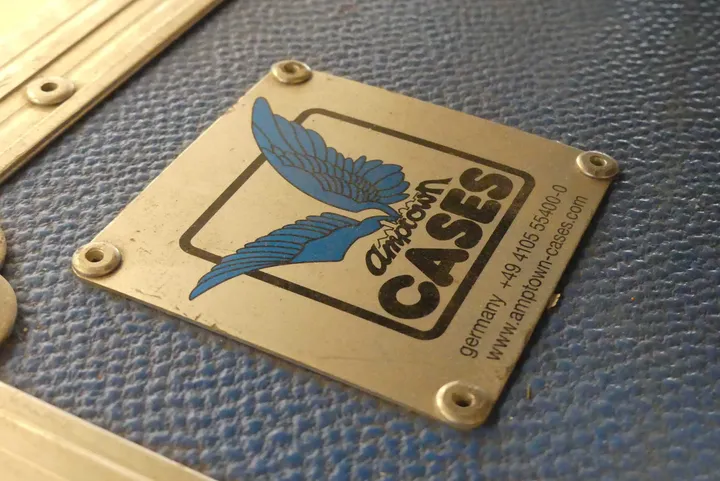 amptown
CASES
germany +49 4105 55400-0
www.amptown-cases.com